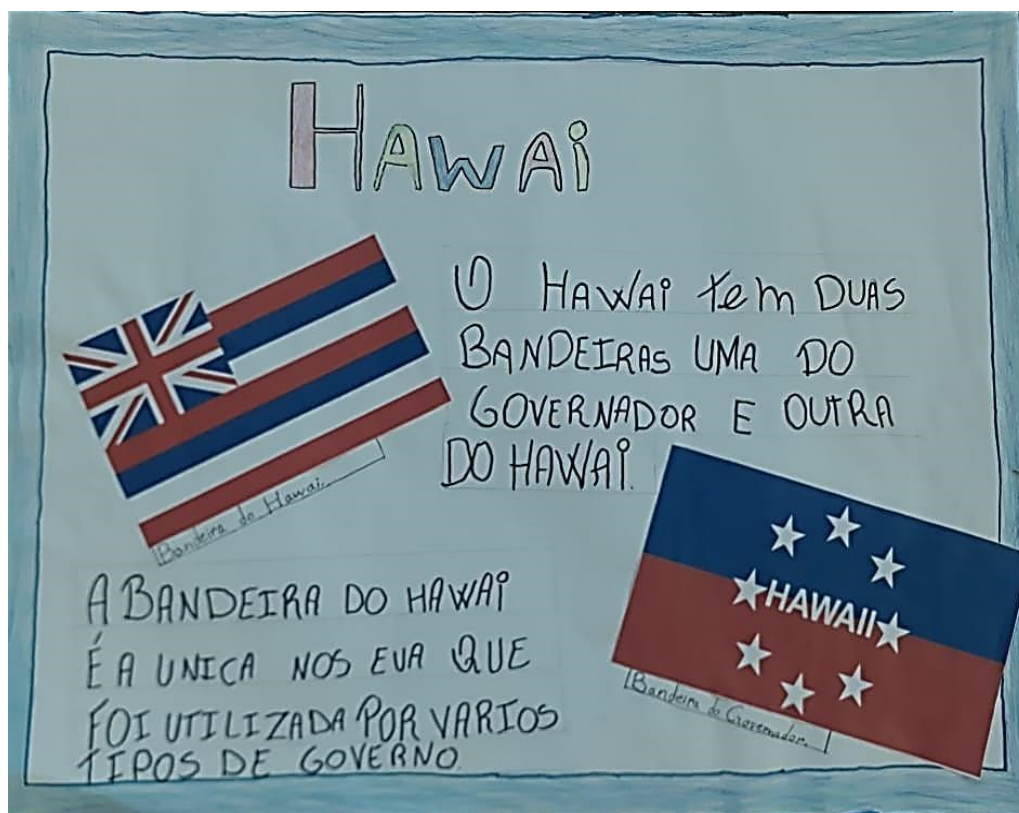 HAWAi
O HAWAi tem DUAS
BANDEIRAS UMA DO
GOVERNADOR E OUTRA
DO HAWAi.
Bandeira do Hawai.
HAWAII
Bandeira do Governador.
A BANDEIRA DO HAWAi
É A UNICA NOS EUA QUE
FOI UTILIZADA POR VARIOS
TIPOS DE GOVERNO.